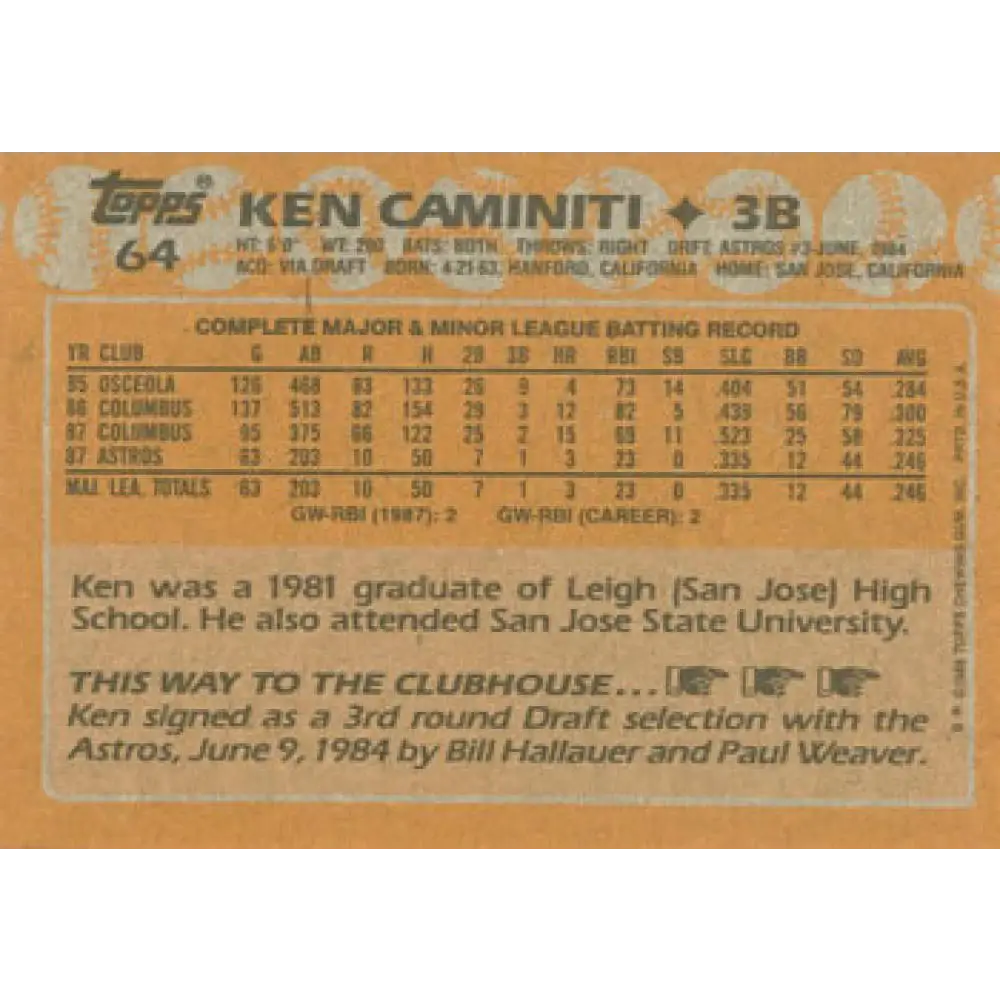 Topps® KEN CAMINITI ✦ 3B
64 HT: 6'0" WT: 200 BATS: BOTH THROWS: RIGHT DRFT: ASTROS #3-JUNE, 1984
ACQ: VIA DRAFT BORN: 4-21-63, HANFORD, CALIFORNIA HOME: SAN JOSE, CALIFORNIA
COMPLETE MAJOR & MINOR LEAGUE BATTING RECORD
YR CLUB G AB R H 2B 3B HR RBI SB SLG BB SO AVG
85 OSCEOLA 126 468 83 133 26 9 4 73 14 .404 51 54 .284
86 COLUMBUS 137 513 82 154 29 3 12 82 5 .439 56 79 .300
87 COLUMBUS 95 375 66 122 25 2 15 69 11 .523 25 58 .325
87 ASTROS 63 203 10 50 7 1 3 23 0 .335 12 44 .246
MAJ. LEA. TOTALS 63 203 10 50 7 1 3 23 0 .335 12 44 .246
GW-RBI (1987): 2 GW-RBI (CAREER): 2
Ken was a 1981 graduate of Leigh (San Jose) High
School. He also attended San Jose State University.
THIS WAY TO THE CLUBHOUSE...
Ken signed as a 3rd round Draft selection with the
Astros, June 9, 1984 by Bill Hallauer and Paul Weaver.
© 1988 TOPPS CHEWING GUM, INC. PRTD. IN U.S.A.